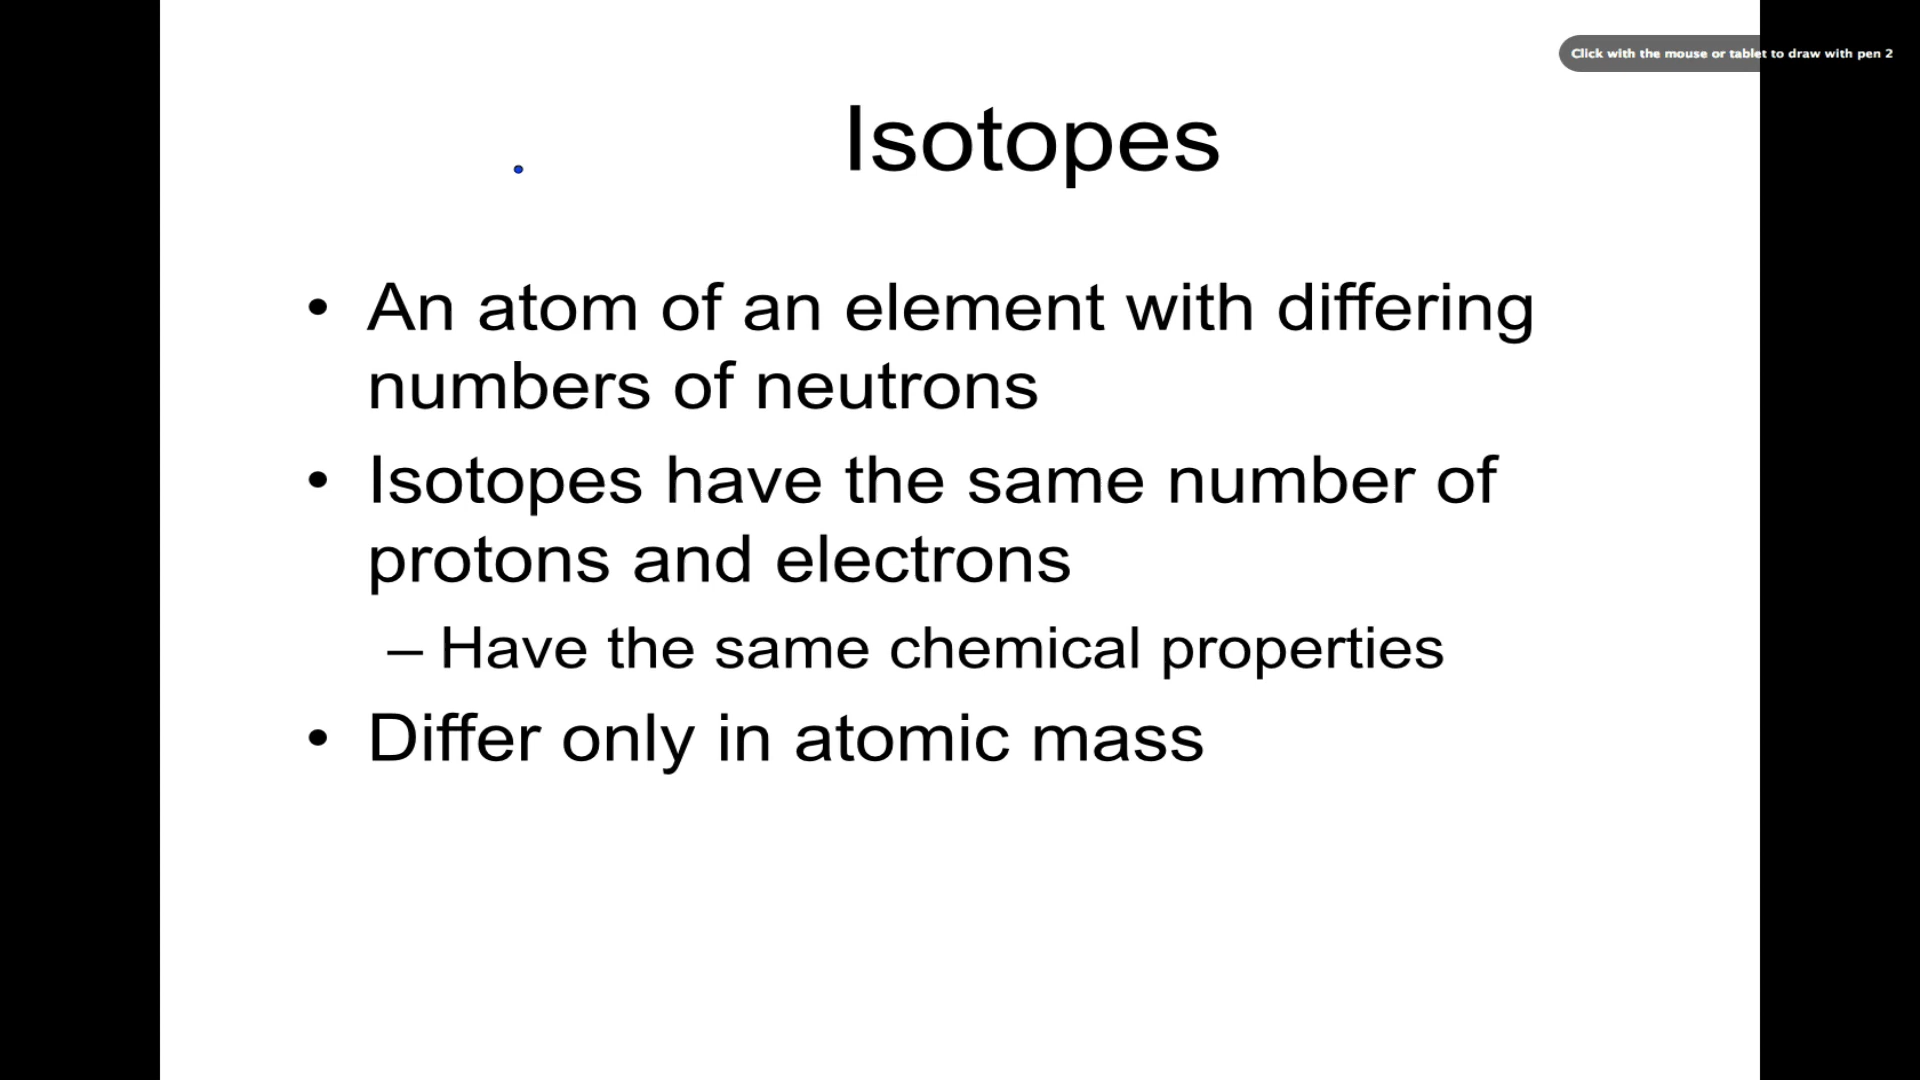 Click with the mouse or tablet to draw with pen 2
Isotopes
• An atom of an element with differing
numbers of neutrons
• Isotopes have the same number of
protons and electrons
– Have the same chemical properties
• Differ only in atomic mass